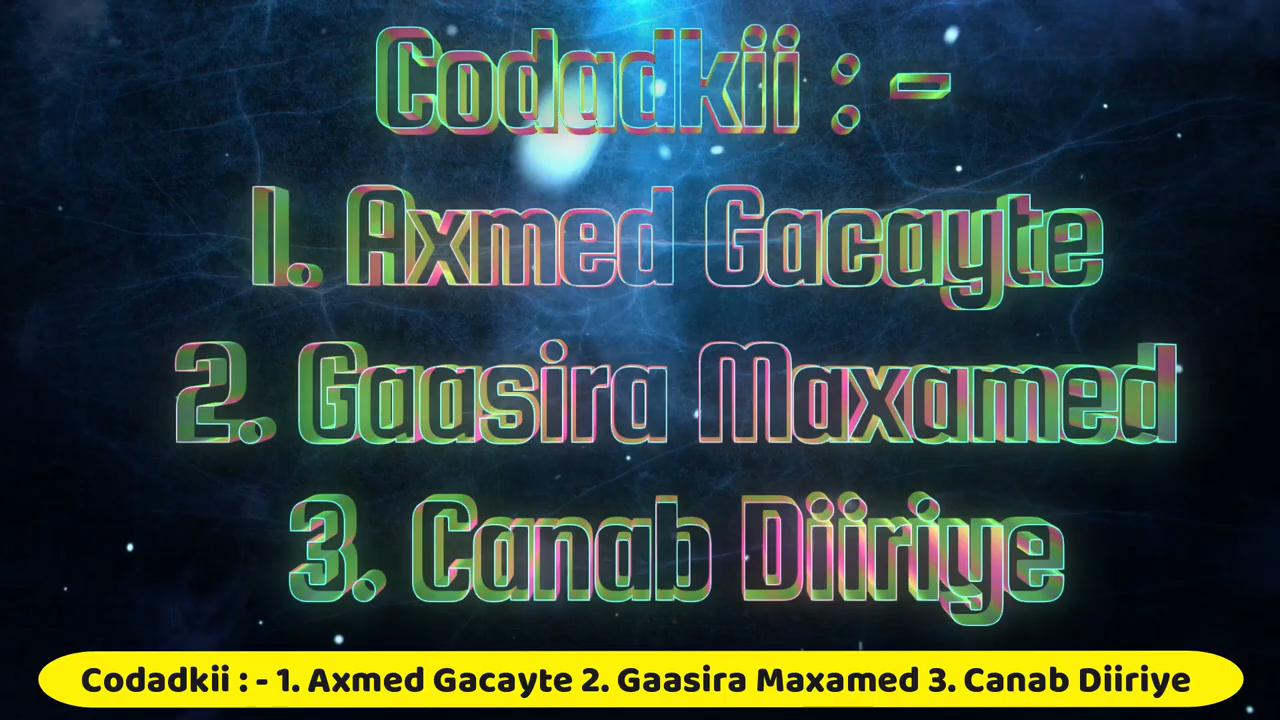 Codadkii : -
1. Axmed Gacayte
2. Gaasira Maxamed
3. Canab Diiriye
Codadkii : - 1. Axmed Gacayte 2. Gaasira Maxamed 3. Canab Diiriye